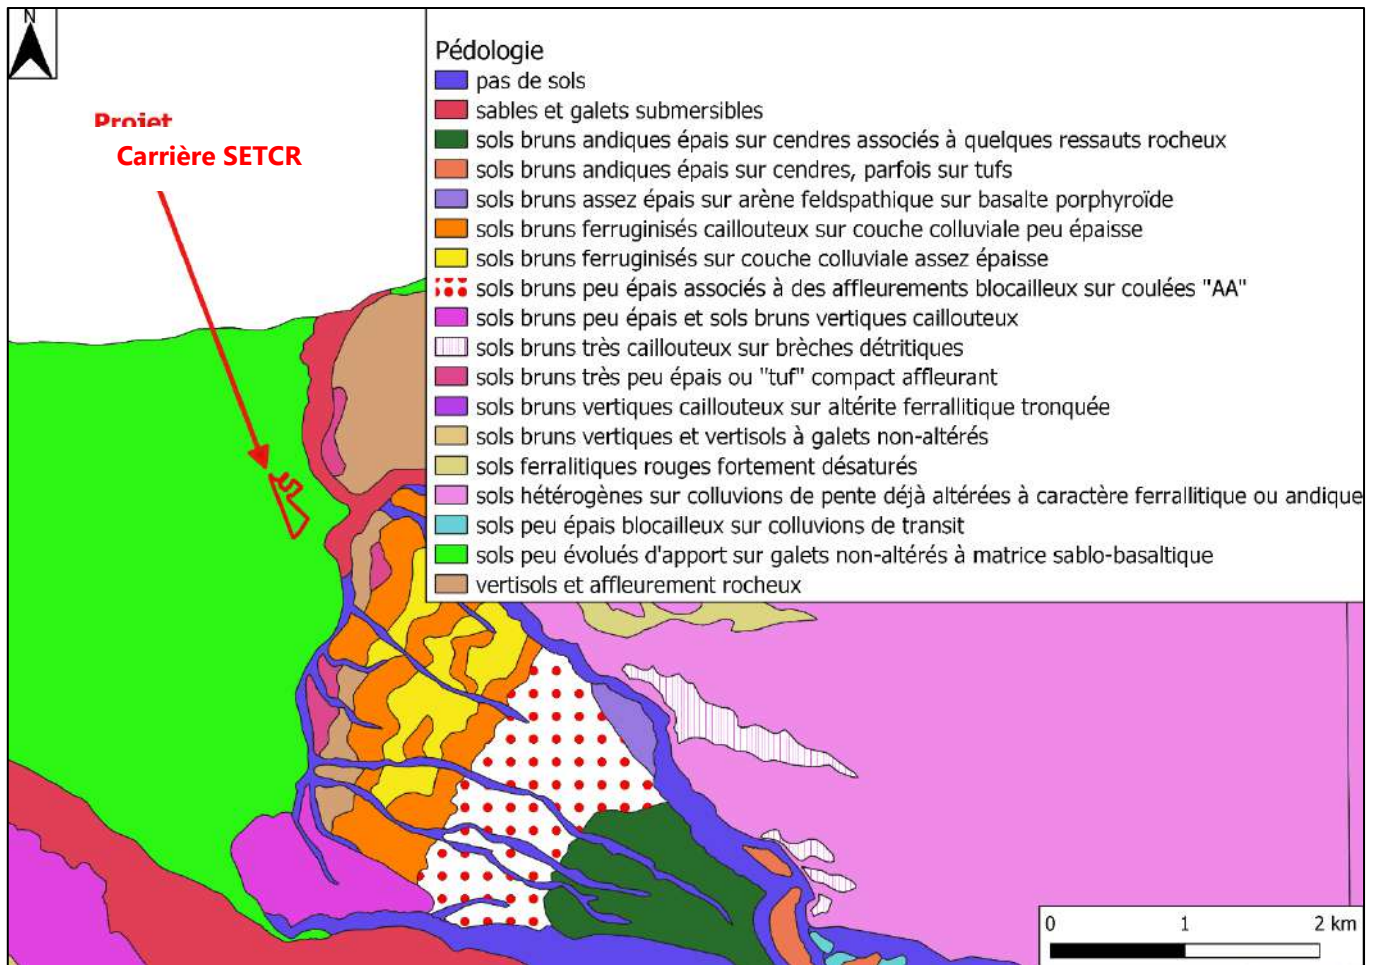 N
Projet
Carrière SETCR
Pédologie
pas de sols
sables et galets submersibles
sols bruns andiques épais sur cendres associés à quelques ressauts rocheux
sols bruns andiques épais sur cendres, parfois sur tufs
sols bruns assez épais sur arène feldspathique sur basalte porphyroïde
sols bruns ferruginisés caillouteux sur couche colluviale peu épaisse
sols bruns ferruginisés sur couche colluviale assez épaisse
sols bruns peu épais associés à des affleurements blocailleux sur coulées "AA"
sols bruns peu épais et sols bruns vertiques caillouteux
sols bruns très caillouteux sur brèches détritiques
sols bruns très peu épais ou "tuf" compact affleurant
sols bruns vertiques caillouteux sur altérite ferrallitique tronquée
sols bruns vertiques et vertisols à galets non-altérés
sols ferralitiques rouges fortement désaturés
sols hétérogènes sur colluvions de pente déjà altérées à caractère ferrallitique ou andique
sols peu épais blocailleux sur colluvions de transit
sols peu évolués d'apport sur galets non-altérés à matrice sablo-basaltique
vertisols et affleurement rocheux
0 1 2 km